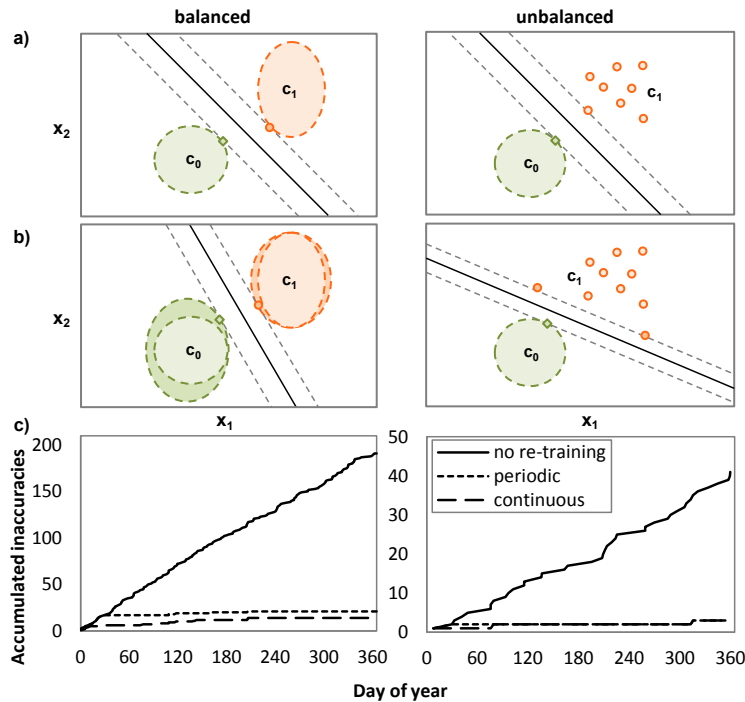 balanced
unbalanced
a)
c₁
x₂
c₀
c₁
c₀
b)
c₁
x₂
c₀
c₁
c₀
c)
x₁
x₁
Accumulated inaccuracies
200
150
100
50
0
0 60 120 180 240 300 360
50
40
30
20
10
0
no re-training
periodic
continuous
0 60 120 180 240 300 360
Day of year